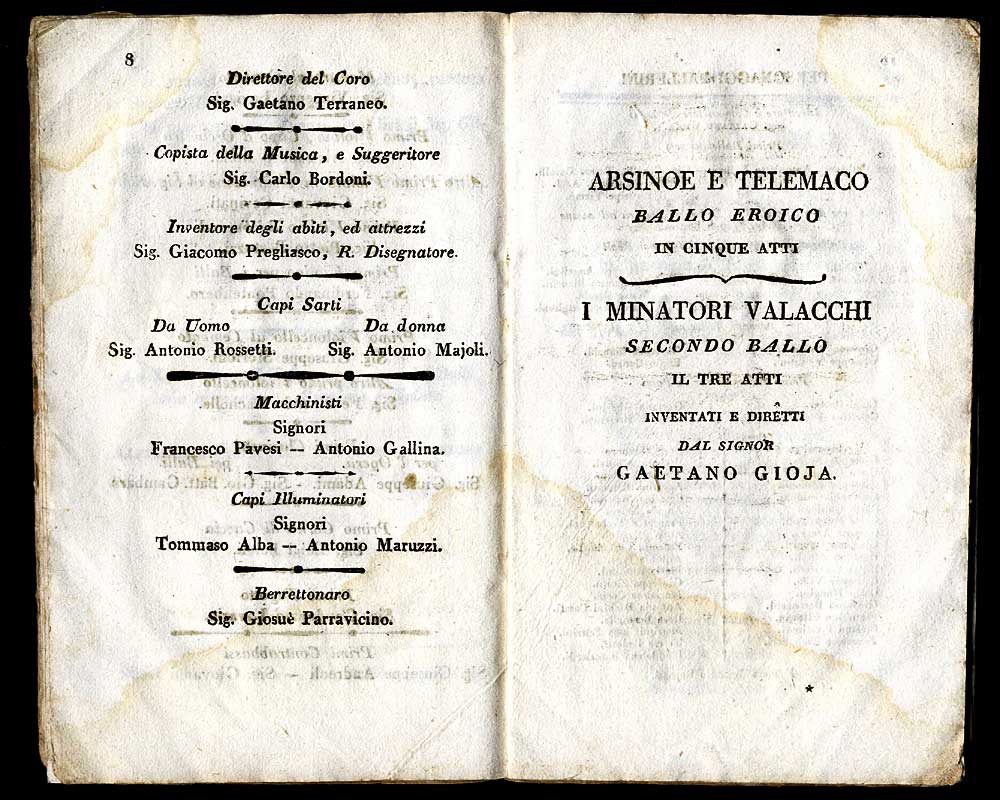 8
Direttore del Coro
Sig. Gaetano Terraneo.
Copista della Musica, e Suggeritore
Sig. Carlo Bordoni.
Inventore degli abiti, ed attrezzi
Sig. Giacomo Pregliasco, R. Disegnatore.
Capi Sarti
Da Uomo Da donna
Sig. Antonio Rossetti. Sig. Antonio Majoli.
Macchinisti
Signori
Francesco Pavesi -- Antonio Gallina.
Capi Illuminatori
Signori
Tommaso Alba -- Antonio Maruzzi.
Berrettonaro
Sig. Giosuè Parravicino.
ARSINOE E TELEMACO
BALLO EROICO
IN CINQUE ATTI
I MINATORI VALACCHI
SECONDO BALLO
IL TRE ATTI
INVENTATI E DIRETTI
DAL SIGNOR
GAETANO GIOJA.
*